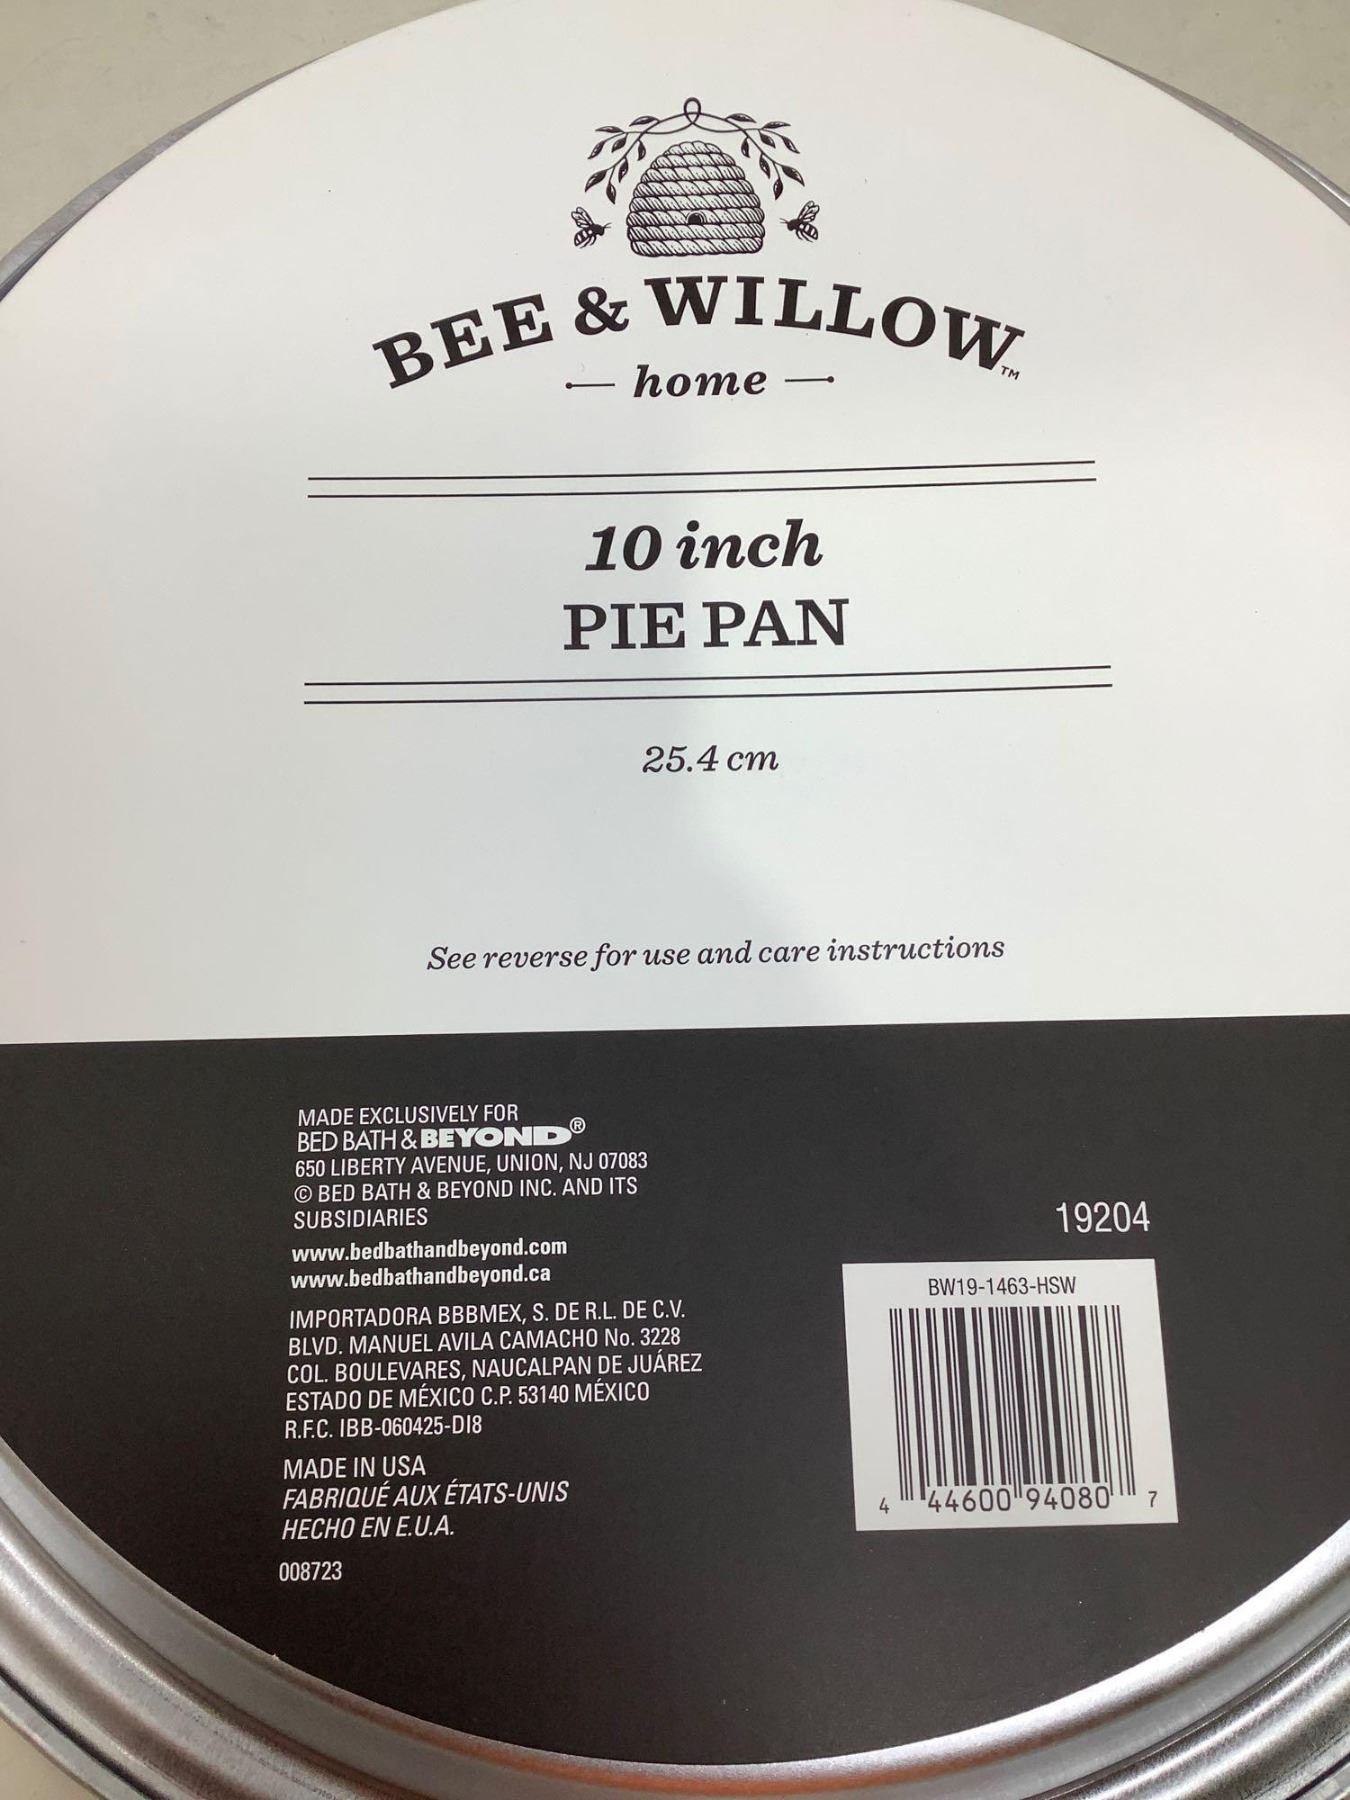 BEE & WILLOW™
home
10 inch
PIE PAN
25.4 cm
See reverse for use and care instructions
MADE EXCLUSIVELY FOR
BED BATH & BEYOND®
650 LIBERTY AVENUE, UNION, NJ 07083
© BED BATH & BEYOND INC. AND ITS
SUBSIDIARIES
www.bedbathandbeyond.com
www.bedbathandbeyond.ca
IMPORTADORA BBBMEX, S. DE R.L. DE C.V.
BLVD. MANUEL AVILA CAMACHO No. 3228
COL. BOULEVARES, NAUCALPAN DE JUÁREZ
ESTADO DE MÉXICO C.P. 53140 MÉXICO
R.F.C. IBB-060425-DI8
MADE IN USA
FABRIQUÉ AUX ÉTATS-UNIS
HECHO EN E.U.A.
008723
19204
BW19-1463-HSW
4 44600 94080 7